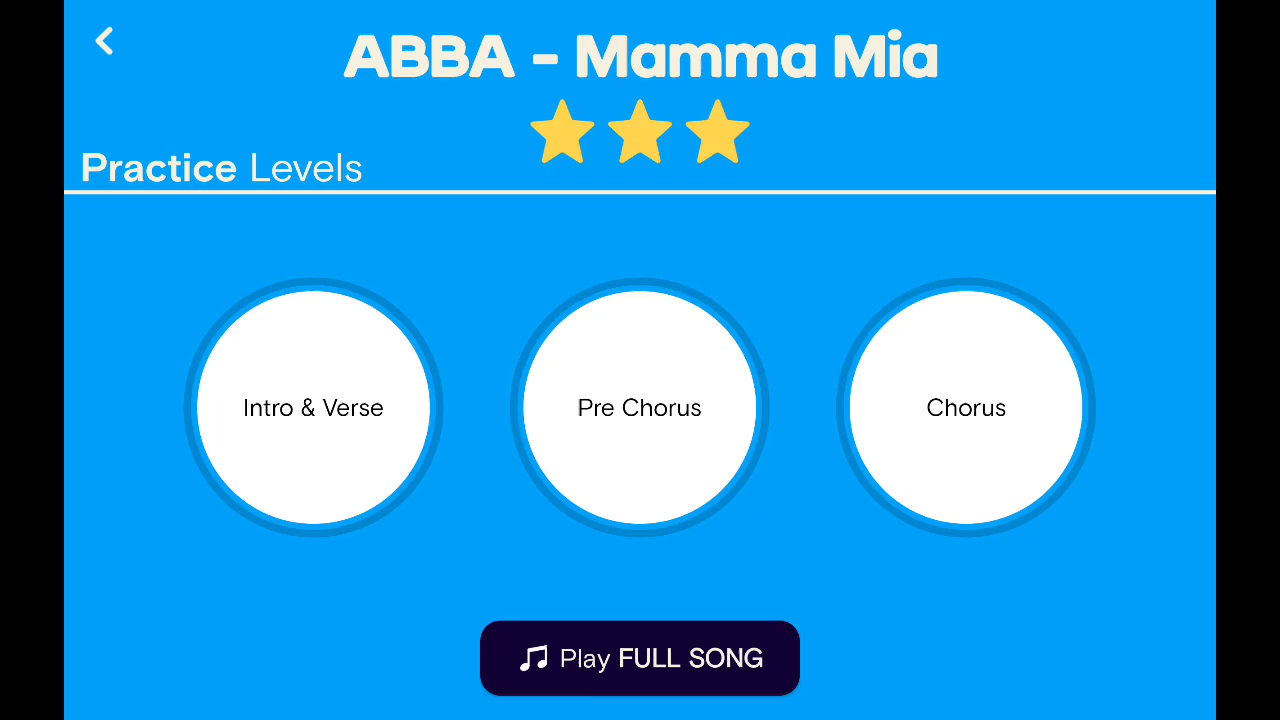 ABBA - Mamma Mia
Practice Levels
Intro & Verse
Pre Chorus
Chorus
Play FULL SONG